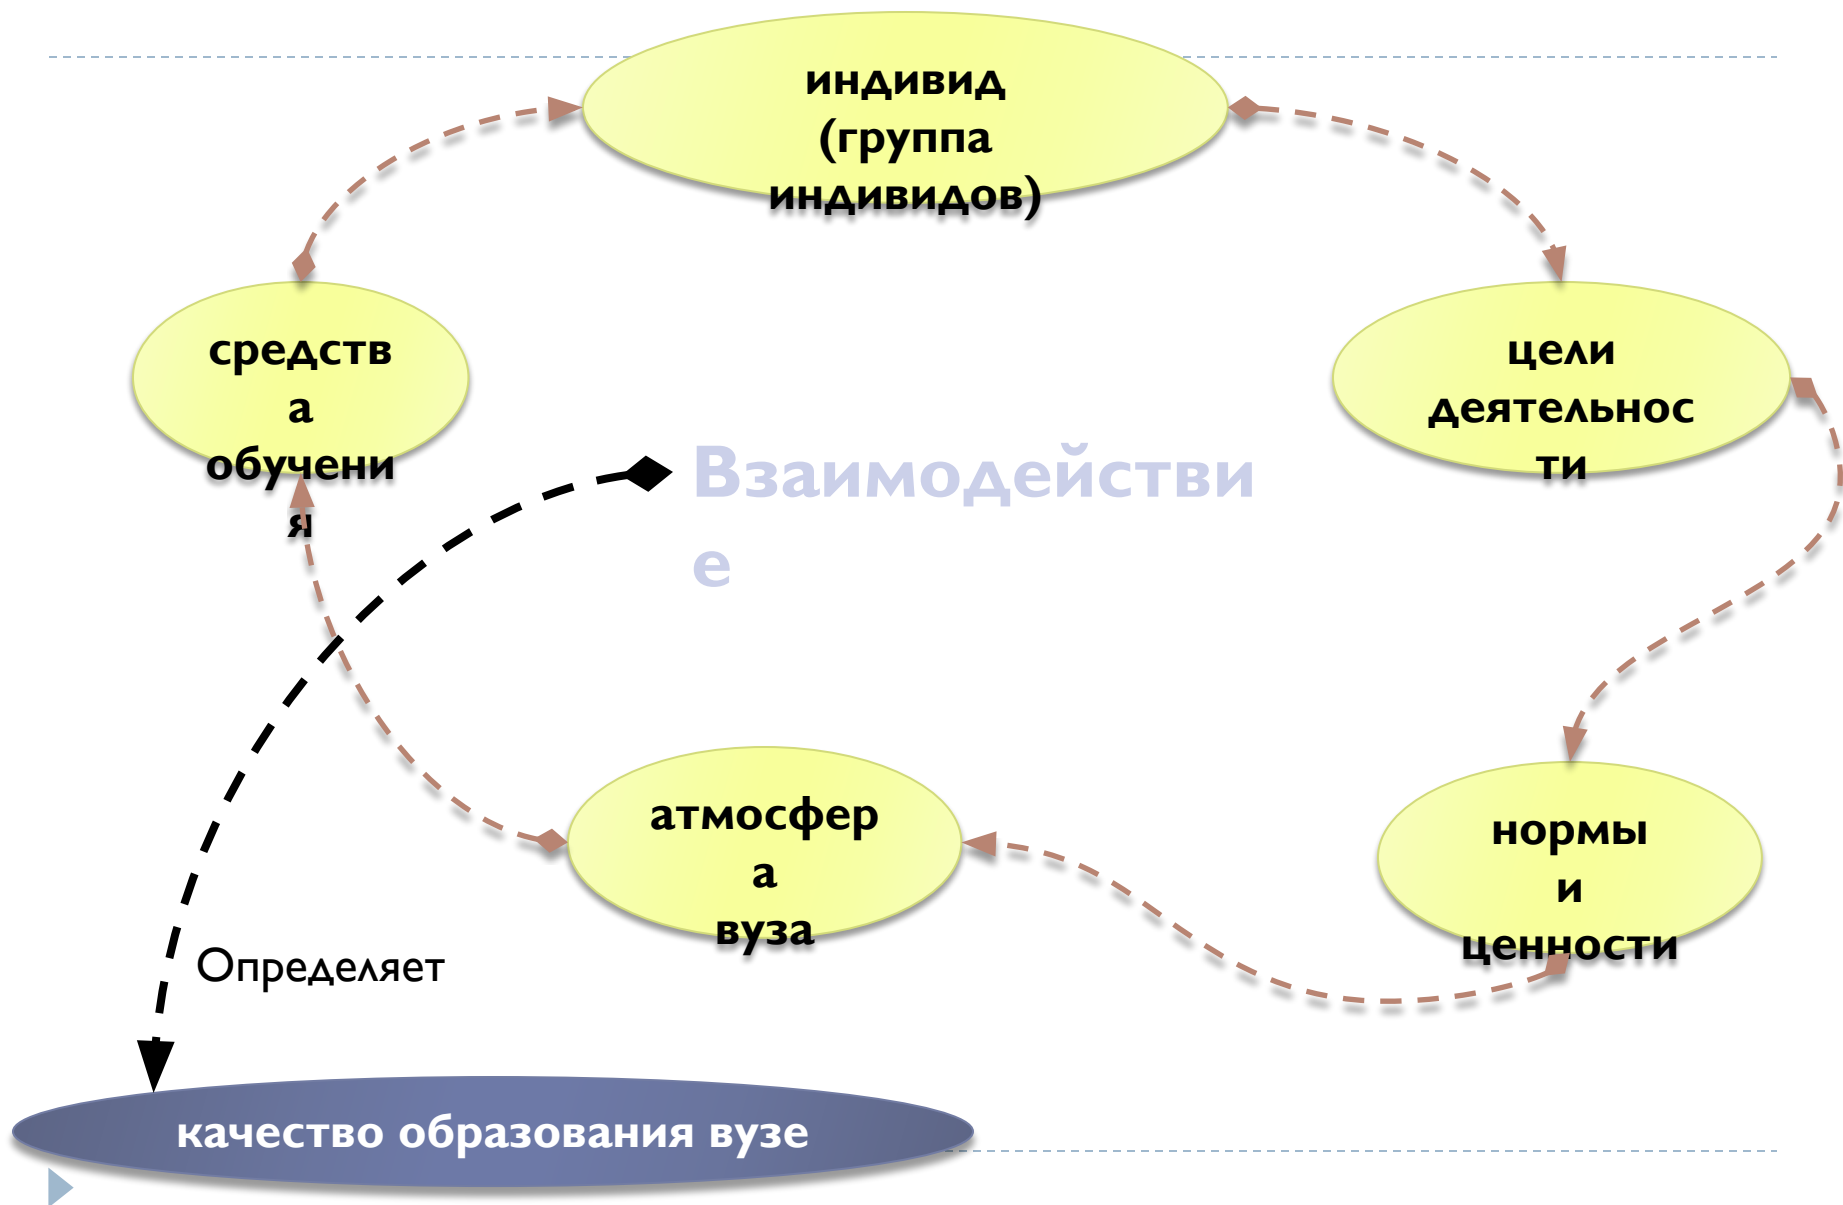 индивид
(группа
индивидов)
средств
а
обучени
я
цели
деятельнос
ти
Взаимодействи
е
атмосфер
а
вуза
нормы
и
ценности
Определяет
качество образования вузе